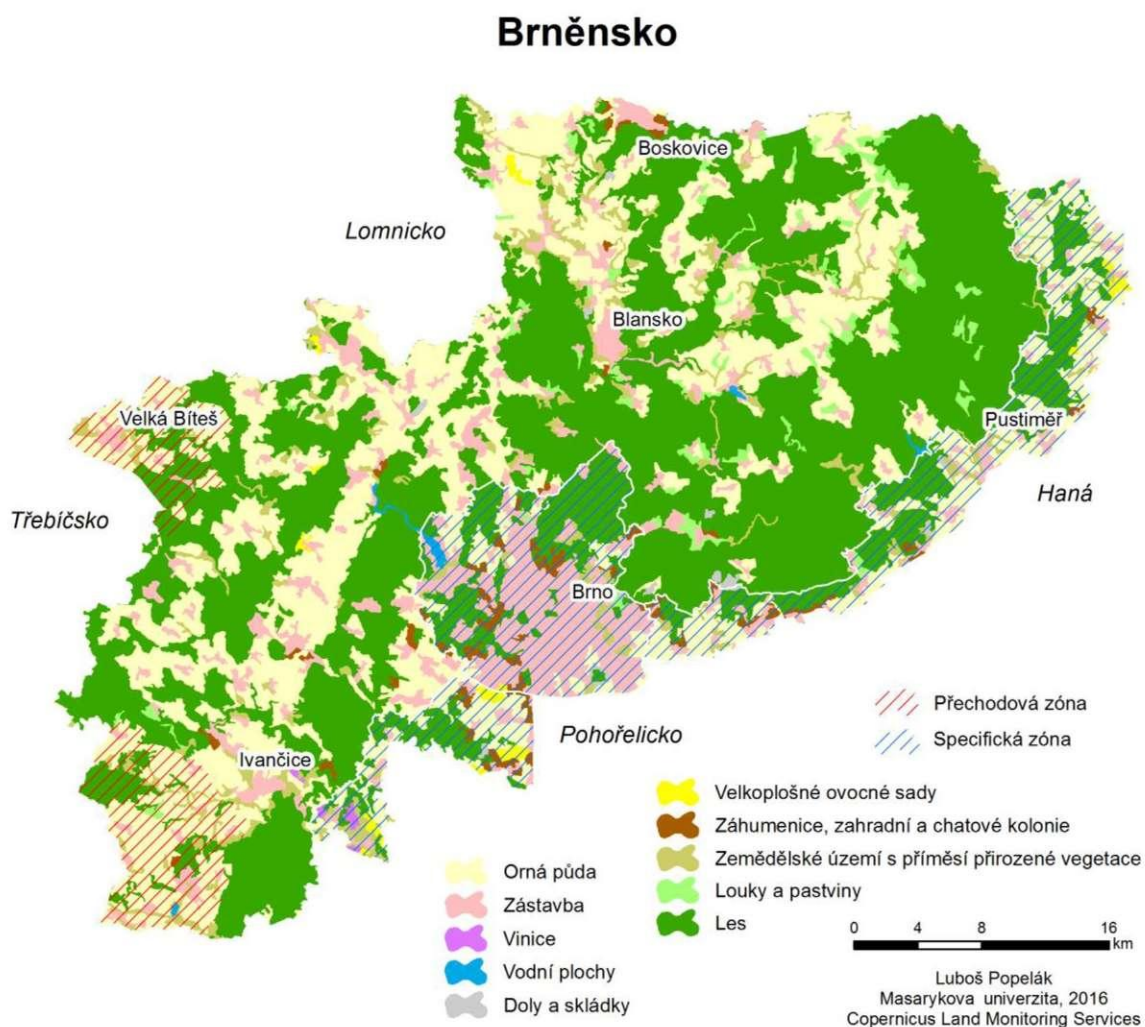 Brněnsko
Boskovice
Lomnicko
Blansko
Velká Bíteš
Pustiměř
Haná
Třebíčsko
Brno
Přechodová zóna
Pohořelicko
Specifická zóna
Ivančice
Velkoplošné ovocné sady
Záhumenice, zahradní a chatové kolonie
Zemědělské území s příměsí přirozené vegetace
Orná půda
Louky a pastviny
Zástavba
Les
Vinice
0 4 8 16
km
Vodní plochy
Doly a skládky
Luboš Popelák
Masarykova univerzita, 2016
Copernicus Land Monitoring Services